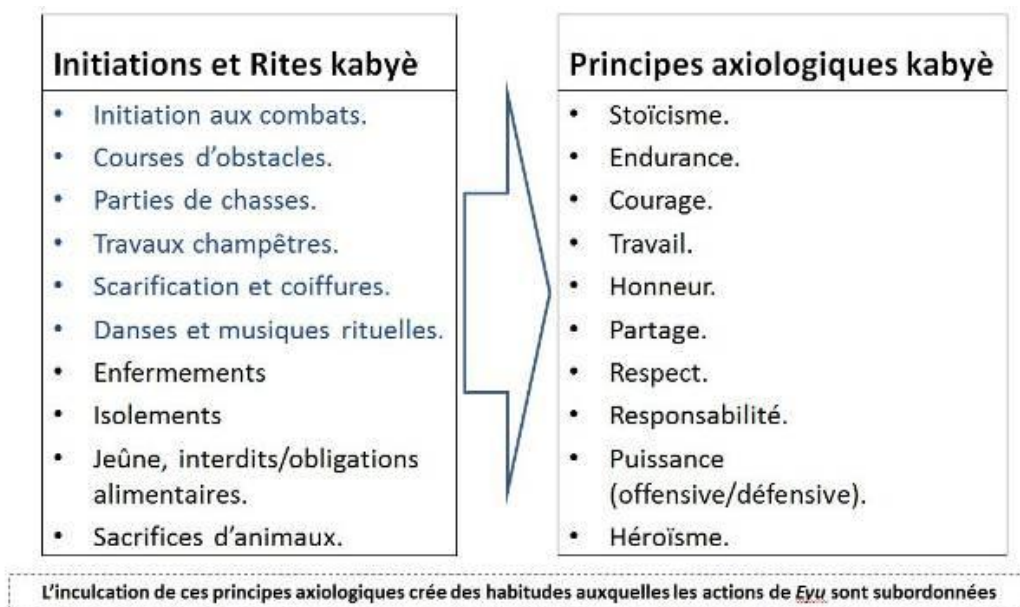 Initiations et Rites kabyè
• Initiation aux combats.
• Courses d'obstacles.
• Parties de chasses.
• Travaux champêtres.
• Scarification et coiffures.
• Danses et musiques rituelles.
• Enfermements
• Isolements
• Jeûne, interdits/obligations
alimentaires.
• Sacrifices d'animaux.
Principes axiologiques kabyè
• Stoïcisme.
• Endurance.
• Courage.
• Travail.
• Honneur.
• Partage.
• Respect.
• Responsabilité.
• Puissance
(offensive/défensive).
• Héroïsme.
L'inculcation de ces principes axiologiques crée des habitudes auxquelles les actions de Eyu sont subordonnées